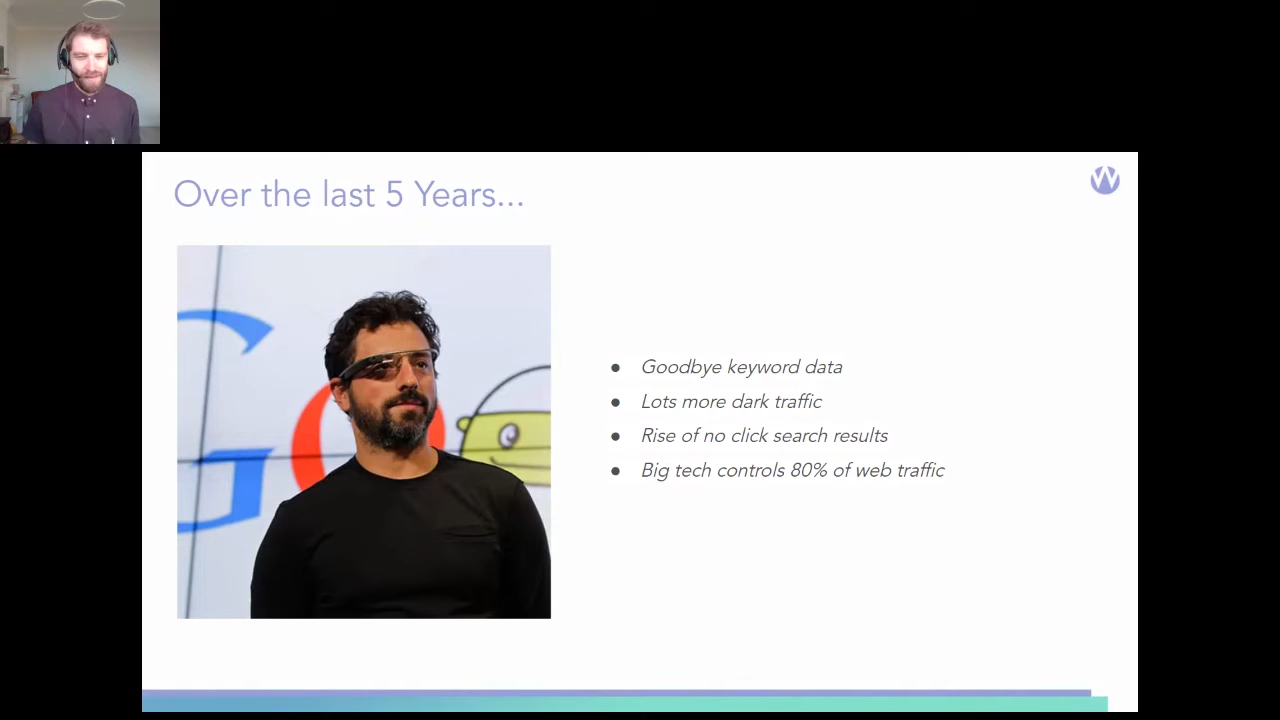 Over the last 5 Years...
W
Goodbye keyword data
Lots more dark traffic
Rise of no click search results
Big tech controls 80% of web traffic